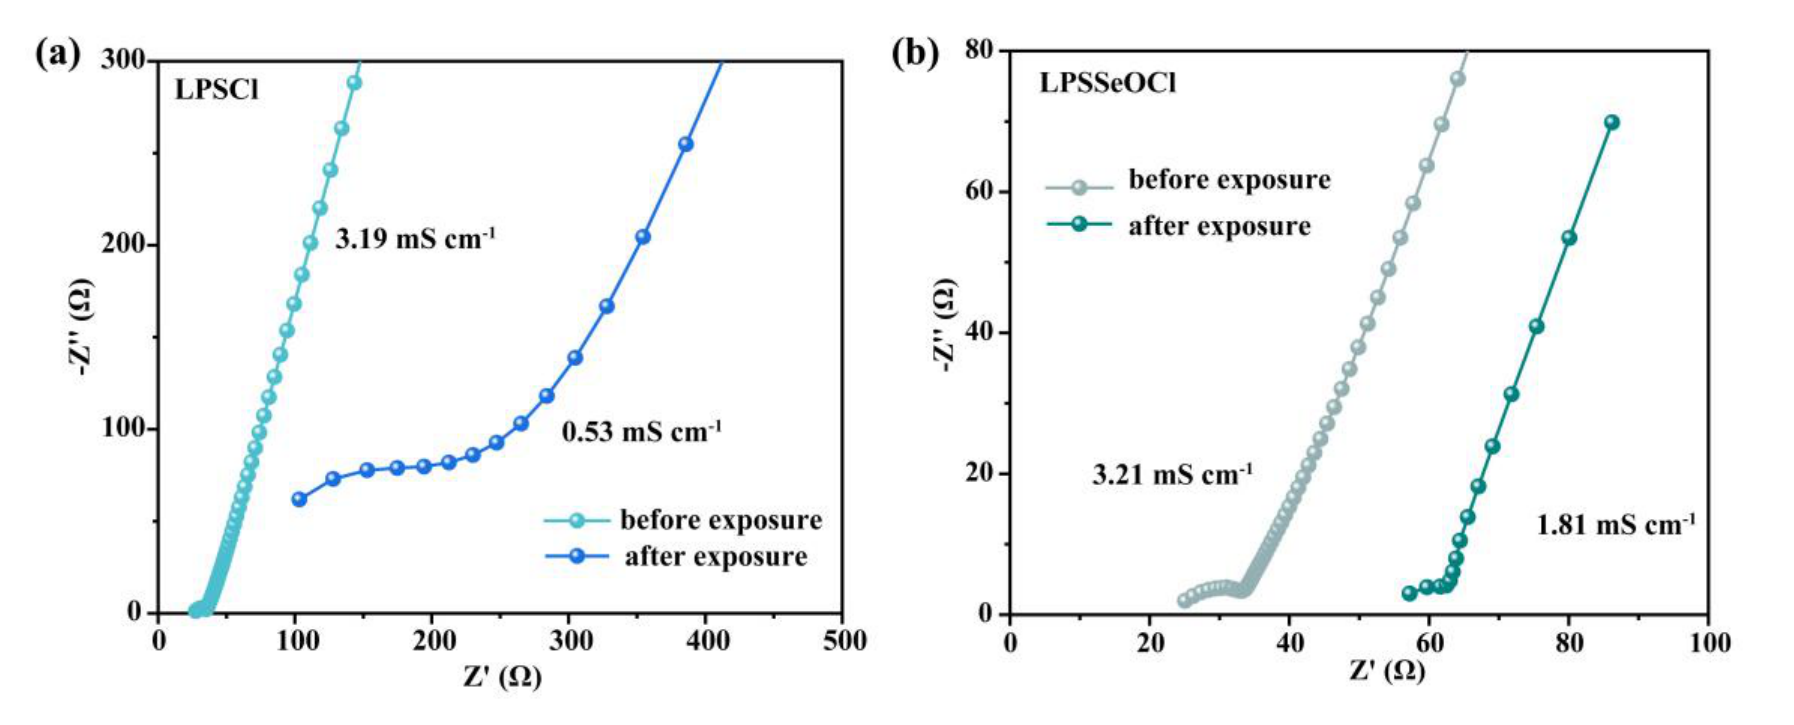 (a)
LPSCl
300
200
100
0
-Z'' (Ω)
3.19 mS cm-1
0.53 mS cm-1
before exposure
after exposure
0 100 200 300 400 500
Z' (Ω)
(b)
LPSSeOCl
80
60
40
20
0
-Z'' (Ω)
before exposure
after exposure
3.21 mS cm-1
1.81 mS cm-1
0 20 40 60 80 100
Z' (Ω)